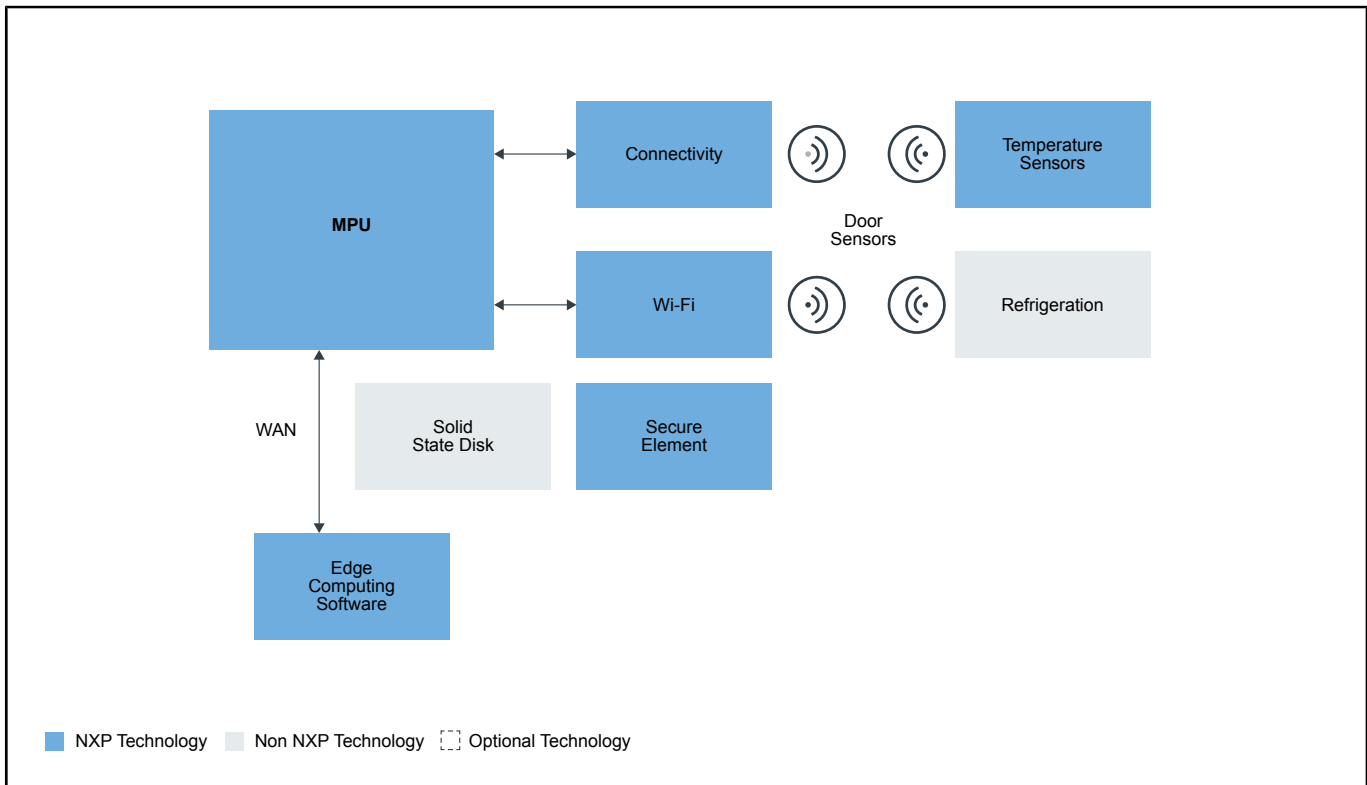 MPU
Connectivity
Temperature
Sensors
Door
Sensors
Wi-Fi
Refrigeration
WAN
Solid
State Disk
Secure
Element
Edge
Computing
Software
NXP Technology
Non NXP Technology
Optional Technology